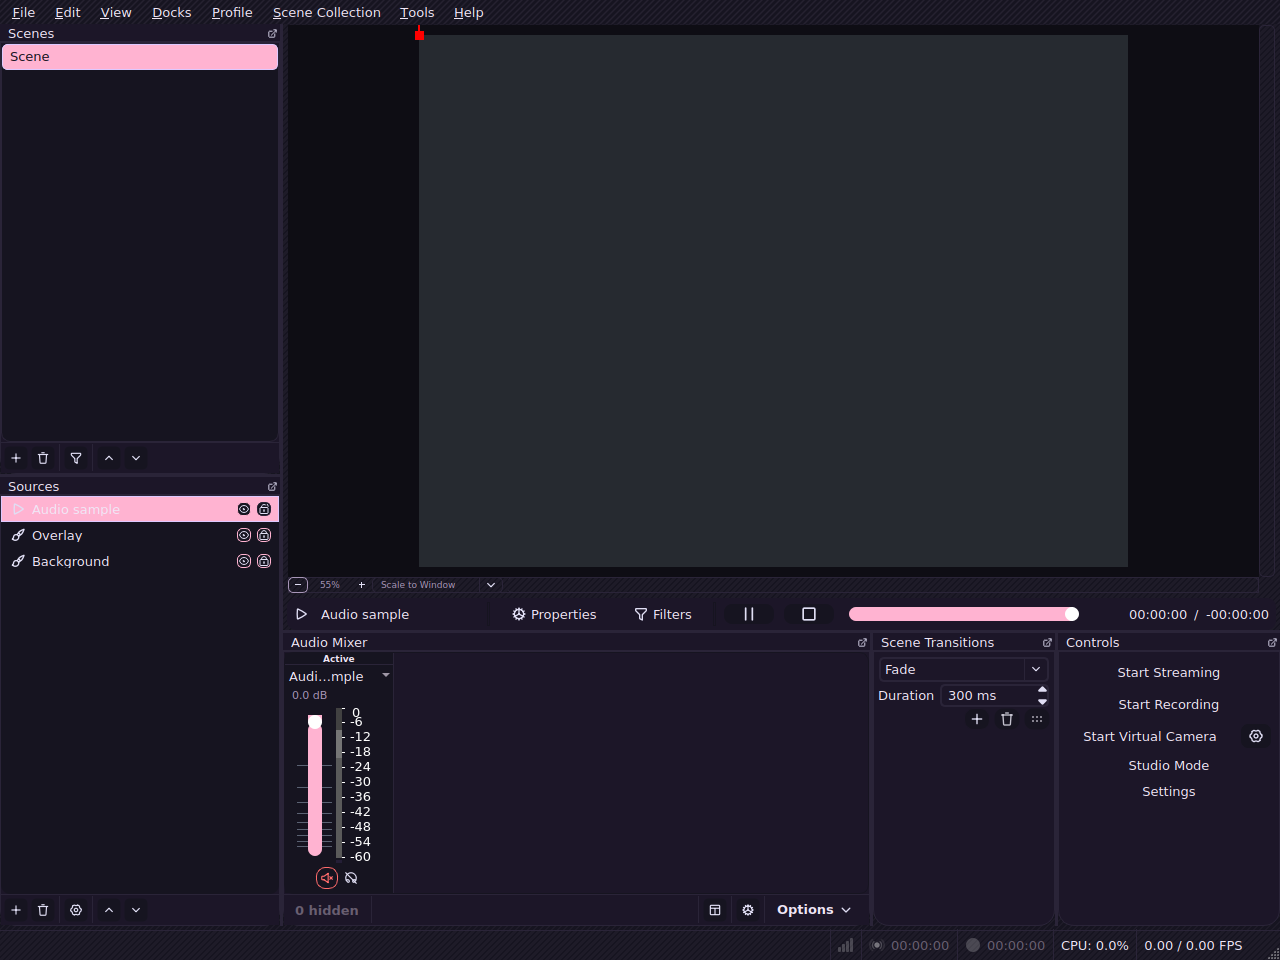 File Edit View Docks Profile Scene Collection Tools Help
Scenes
Scene
Sources
Audio sample
Overlay
Background
55% Scale to Window
Audio sample Properties Filters 00:00:00 / -00:00:00
Audio Mixer
Active
Audi...mple
0.0 dB
0
-6
-12
-18
-24
-30
-36
-42
-48
-54
-60
0 hidden Options
Scene Transitions
Fade
Duration 300 ms
Controls
Start Streaming
Start Recording
Start Virtual Camera
Studio Mode
Settings
00:00:00 00:00:00 CPU: 0.0% 0.00 / 0.00 FPS